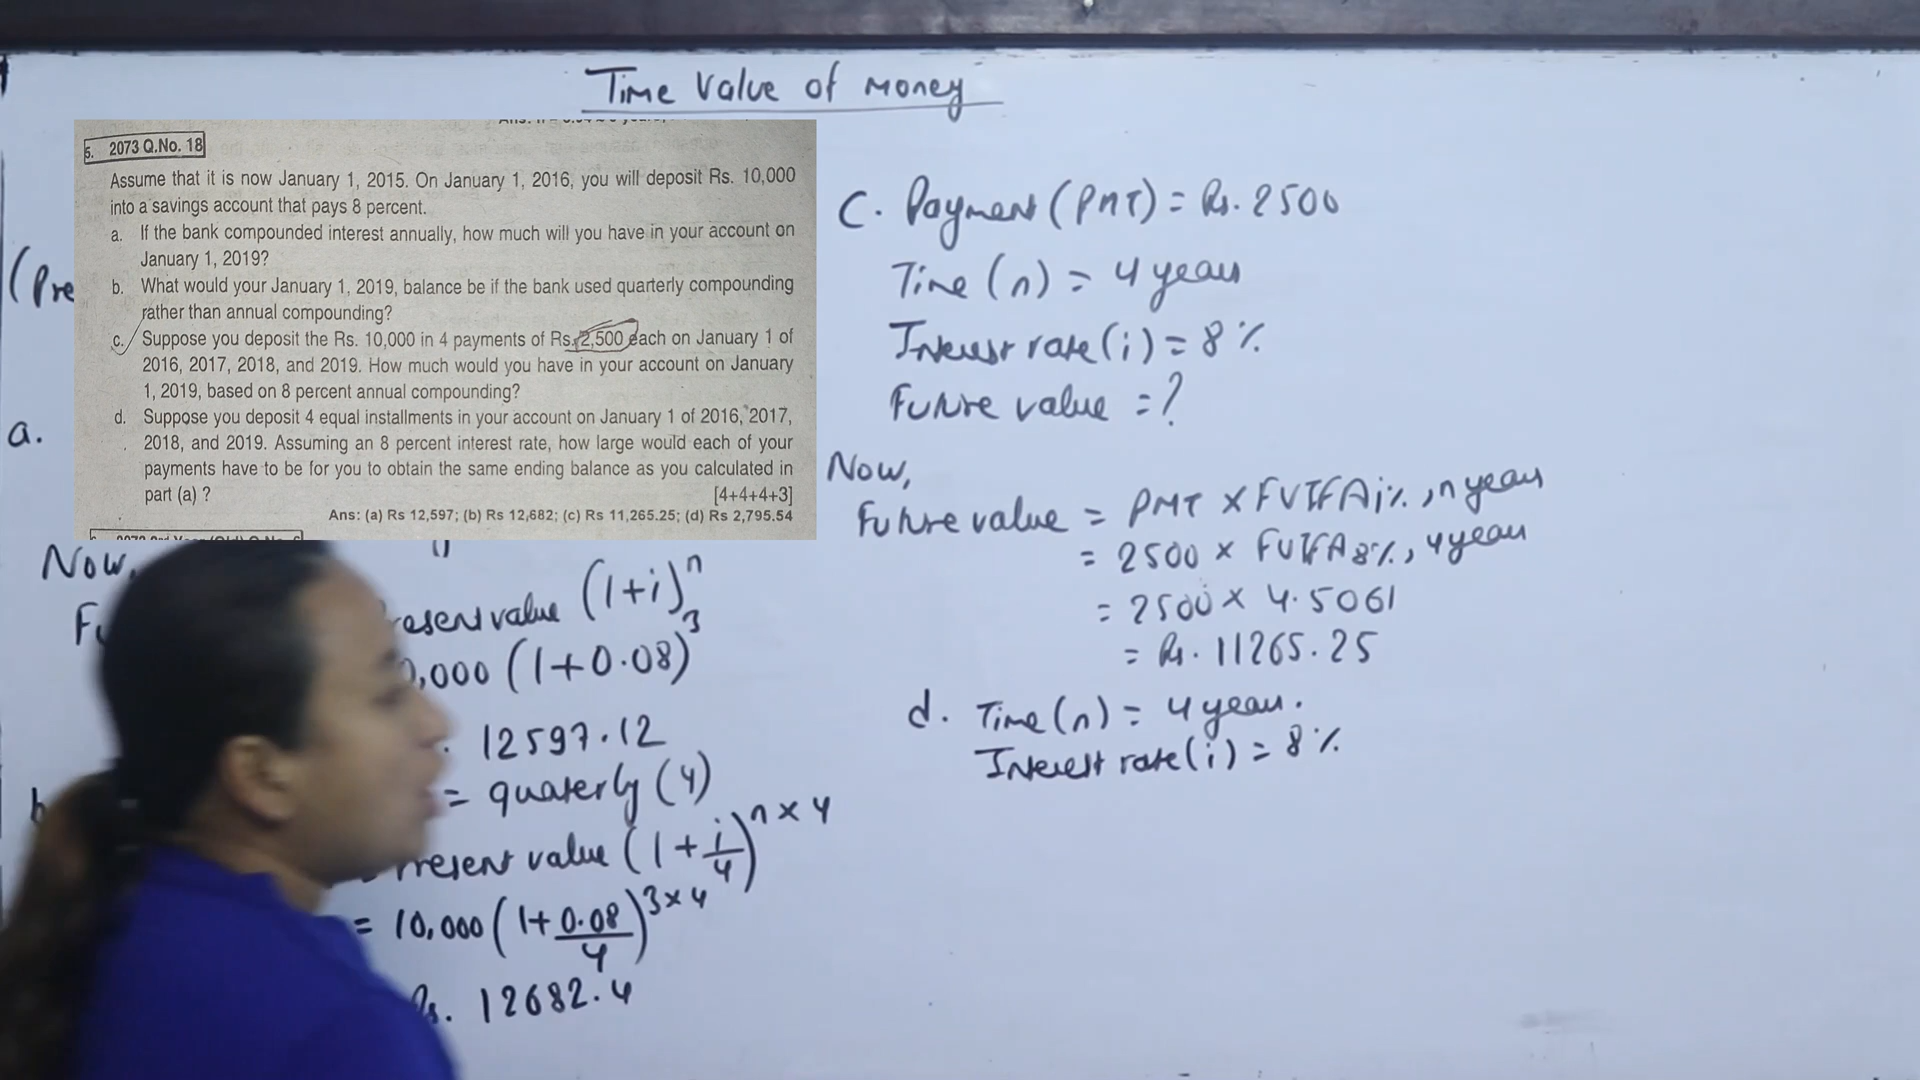 Time Value of Money
5. 2073 Q.No. 18
Assume that it is now January 1, 2015. On January 1, 2016, you will deposit Rs. 10,000
into a savings account that pays 8 percent.
a. If the bank compounded interest annually, how much will you have in your account on
January 1, 2019?
b. What would your January 1, 2019, balance be if the bank used quarterly compounding
rather than annual compounding?
c. Suppose you deposit the Rs. 10,000 in 4 payments of Rs. 2,500 each on January 1 of
2016, 2017, 2018, and 2019. How much would you have in your account on January
1, 2019, based on 8 percent annual compounding?
d. Suppose you deposit 4 equal installments in your account on January 1 of 2016, 2017,
2018, and 2019. Assuming an 8 percent interest rate, how large would each of your
payments have to be for you to obtain the same ending balance as you calculated in
part (a) ?
[4+4+4+3]
Ans: (a) Rs 12,597; (b) Rs 12,682; (c) Rs 11,265.25; (d) Rs 2,795.54
(Pre
a.
Now,
esent value (1+i)^n
0,000 (1+0.08)^3
12597.12
b
= quaterly (4)
resent value (1+i/4)^n×4
= 10,000 (1+0.08/4)^3×4
Rs. 12682.4
C. Payment (PMT) = Rs. 2500
Time (n) = 4 years
Interest rate (i) = 8%
Future value = ?
Now,
Future value = PMT × FVIFA i%, n years
= 2500 × FVIFA 8%, 4 years
= 2500 × 4.5061
= Rs. 11265.25
d. Time (n) = 4 years.
Interest rate (i) = 8%